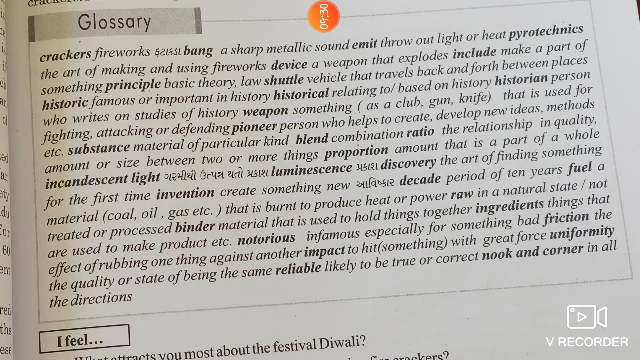 Glossary
04:30
crackers fireworks ફટાકડા bang a sharp metallic sound emit throw out light or heat pyrotechnics
the art of making and using fireworks device a weapon that explodes include make a part of
something principle basic theory, law shuttle vehicle that travels back and forth between places
historic famous or important in history historical relating to/ based on history historian person
who writes on studies of history weapon something ( as a club, gun, knife) that is used for
fighting, attacking or defending pioneer person who helps to create, develop new ideas, methods
etc. substance material of particular kind blend combination ratio the relationship in quality,
amount or size between two or more things proportion amount that is a part of a whole
incandescent light ગરમીથી ઉત્પન્ન થતો પ્રકાશ luminescence પ્રકાશ discovery the art of finding something
for the first time invention create something new આવિષ્કાર decade period of ten years fuel a
material (coal, oil , gas etc. ) that is burnt to produce heat or power raw in a natural state / not
treated or processed binder material that is used to hold things together ingredients things that
are used to make product etc. notorious infamous especially for something bad friction the
effect of rubbing one thing against another impact to hit(something) with great force uniformity
the quality or state of being the same reliable likely to be true or correct nook and corner in all
the directions
I feel...
What attracts you most about the festival Diwali?
crackers?
V RECORDER